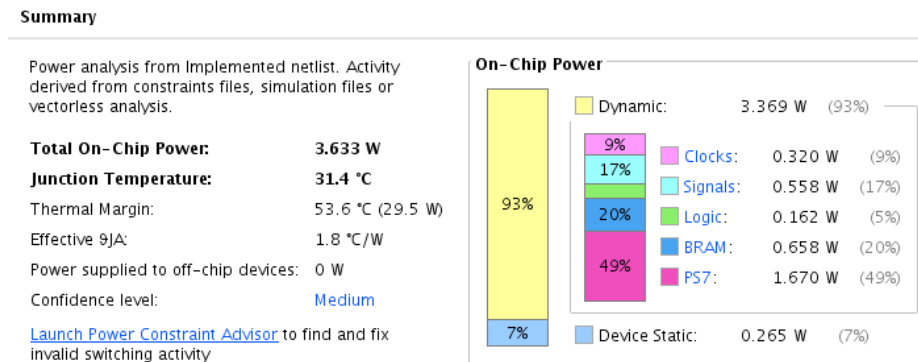 Summary
Power analysis from Implemented netlist. Activity
derived from constraints files, simulation files or
vectorless analysis.
Total On-Chip Power: 3.633 W
Junction Temperature: 31.4 °C
Thermal Margin: 53.6 °C (29.5 W)
Effective ϑJA: 1.8 °C/W
Power supplied to off-chip devices: 0 W
Confidence level: Medium
Launch Power Constraint Advisor to find and fix
invalid switching activity
On-Chip Power
93%
7%
Dynamic: 3.369 W (93%)
9%
17%
20%
49%
Clocks: 0.320 W (9%)
Signals: 0.558 W (17%)
Logic: 0.162 W (5%)
BRAM: 0.658 W (20%)
PS7: 1.670 W (49%)
Device Static: 0.265 W (7%)